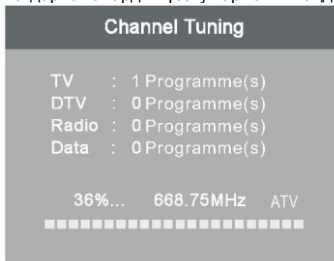 Channel Tuning
TV : 1 Programme(s)
DTV : 0 Programme(s)
Radio : 0 Programme(s)
Data : 0 Programme(s)
36%... 668.75MHz ATV